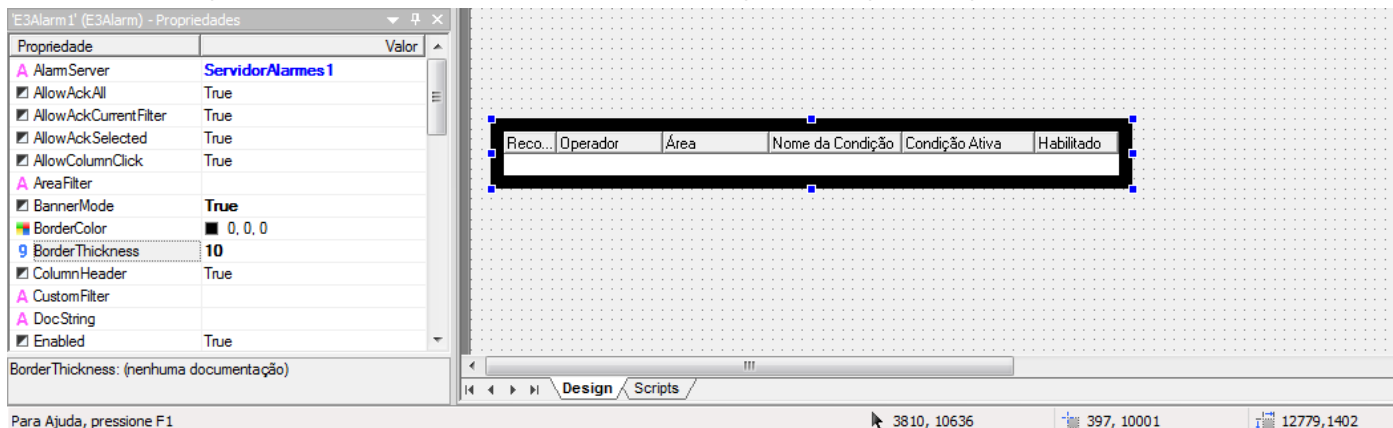 'E3Alarm1' (E3Alarm) - Propriedades
Propriedade Valor
AlarmServer ServidorAlarmes1
AllowAckAll True
AllowAckCurrentFilter True
AllowAckSelected True
AllowColumnClick True
AreaFilter
BannerMode True
BorderColor 0, 0, 0
BorderThickness 10
ColumnHeader True
CustomFilter
DocString
Enabled True
BorderThickness: (nenhuma documentação)
Reco... Operador Área Nome da Condição Condição Ativa Habilitado
Design Scripts
Para Ajuda, pressione F1 3810, 10636 397, 10001 12779,1402